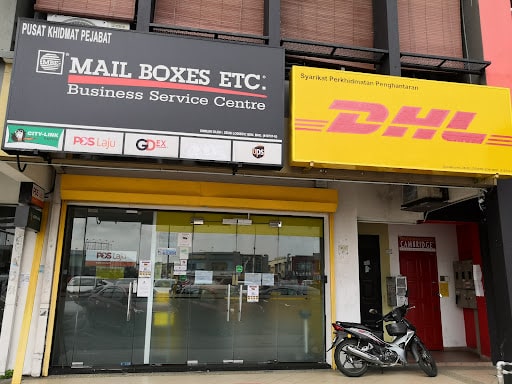 PUSAT KHIDMAT PEJABAT
MBE
MAIL BOXES ETC.
Business Service Centre
CITY-LINK
POS Laju
GDEX
ups
Syarikat Perkhidmatan Penghantaran
DHL
POS Laju
CAMBRIDGE